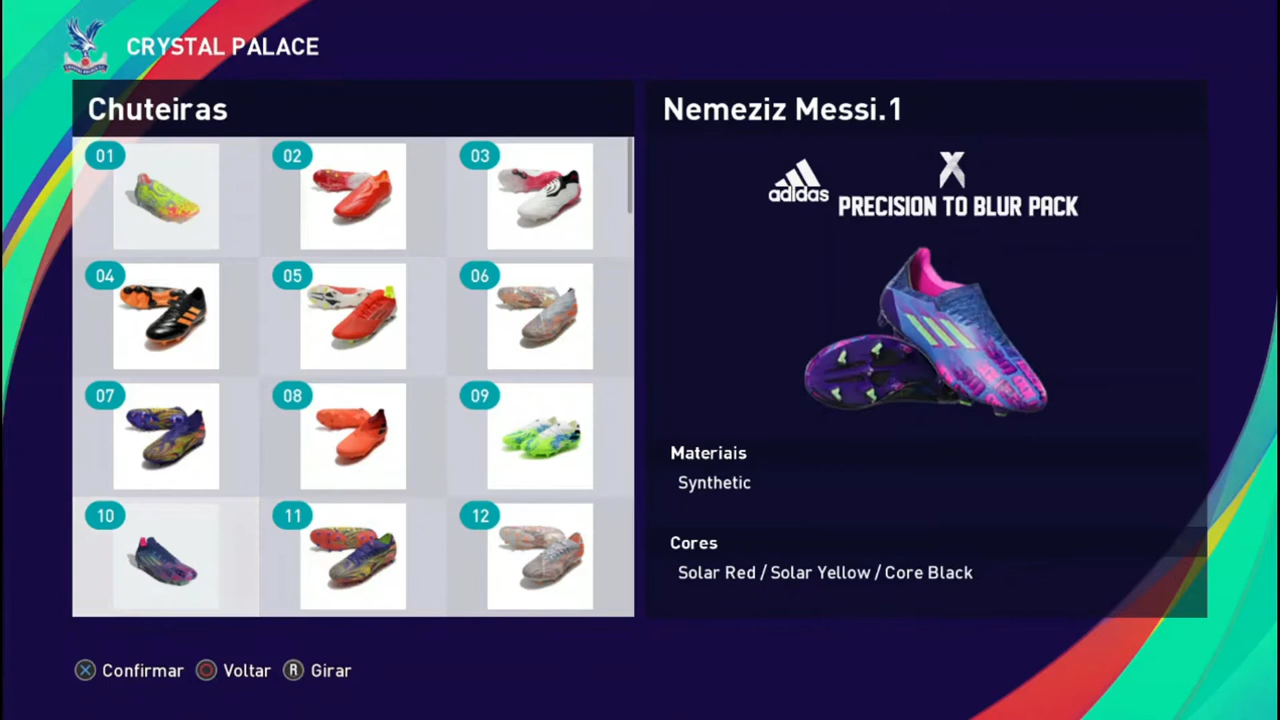 CRYSTAL PALACE
Chuteiras
Nemeziz Messi.1
01
02
03
04
05
06
07
08
09
10
11
12
adidas
X
PRECISION TO BLUR PACK
Materiais
Synthetic
Cores
Solar Red / Solar Yellow / Core Black
Confirmar
Voltar
R
Girar